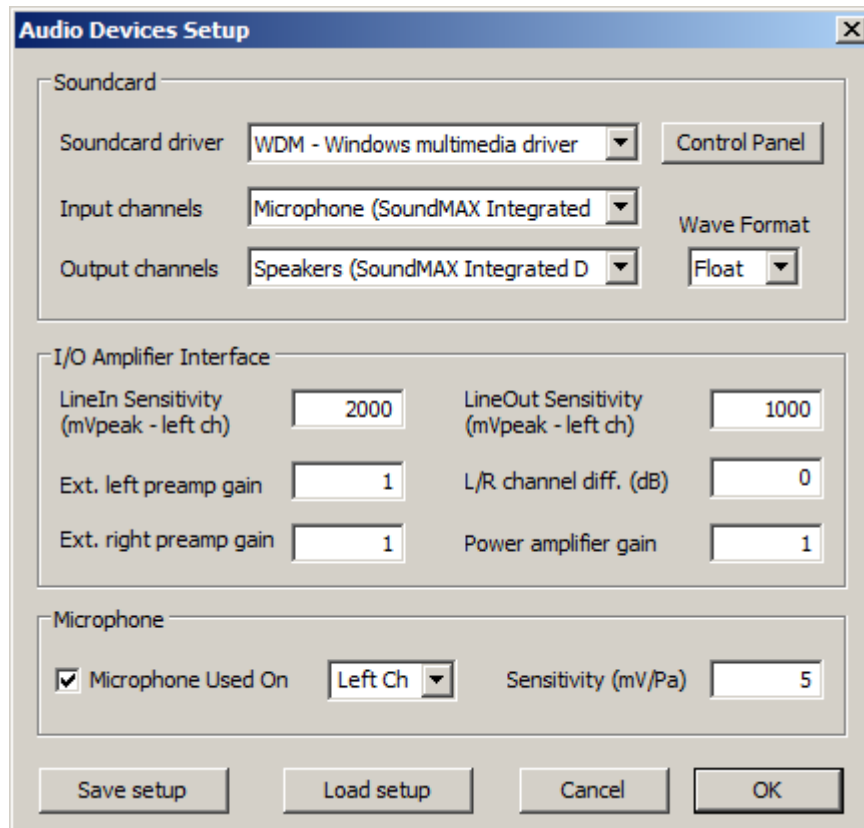 Audio Devices Setup
Soundcard
Soundcard driver WDM - Windows multimedia driver Control Panel
Input channels Microphone (SoundMAX Integrated
Wave Format
Output channels Speakers (SoundMAX Integrated D Float
I/O Amplifier Interface
LineIn Sensitivity
(mVpeak - left ch) 2000
LineOut Sensitivity
(mVpeak - left ch) 1000
Ext. left preamp gain 1 L/R channel diff. (dB) 0
Ext. right preamp gain 1 Power amplifier gain 1
Microphone
Microphone Used On Left Ch Sensitivity (mV/Pa) 5
Save setup Load setup Cancel OK